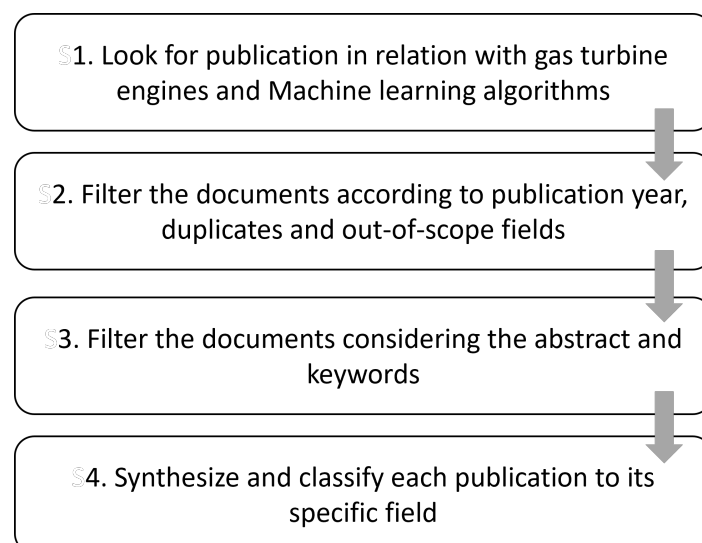 S1. Look for publication in relation with gas turbine
engines and Machine learning algorithms
S2. Filter the documents according to publication year,
duplicates and out-of-scope fields
S3. Filter the documents considering the abstract and
keywords
S4. Synthesize and classify each publication to its
specific field